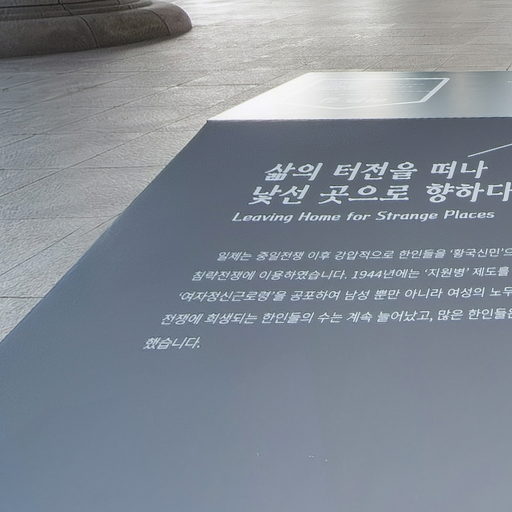 삶의 터전을 떠나
낯선 곳으로 향하다
Leaving Home for Strange Places
일제는 중일전쟁 이후 강압적으로 한인들을 '황국신민'으
침략전쟁에 이용하였습니다. 1944년에는 '지원병' 제도를
'여자정신근로령'을 공포하여 남성 뿐만 아니라 여성의 노무
전쟁에 희생되는 한인들의 수는 계속 늘어났고, 많은 한인들은
했습니다.